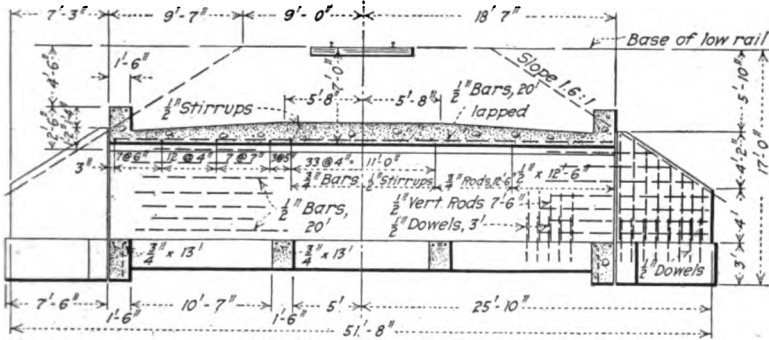 7'-3" 9'-7" 9'-0" 18'7"
Base of low rail
4'-6"
1'-6"
7'-0"
Slope 1.6:1
5'-10"
5'-8" 5'-8"
1/2" Bars, 20'
lapped
1/2" Stirrups
2'-6"
17'-0"
3" 7@6" 12@4" 7@7" 33@4"= 11'-0"
4'-2"
3/4" Bars 1/2" Stirrups 3/4" Rods 12'-6" 1/2" x 12'-6"
1/2" Bars,
20'
1/2" Vert Rods 7'-6"
1/2" Dowels, 3'
4'
3/4" x 13' 3/4" x 13'
1/2" Dowels
3'
7'-6" 10'-7" 5' 25'-10"
1'-6" 1'-6"
51'-8"